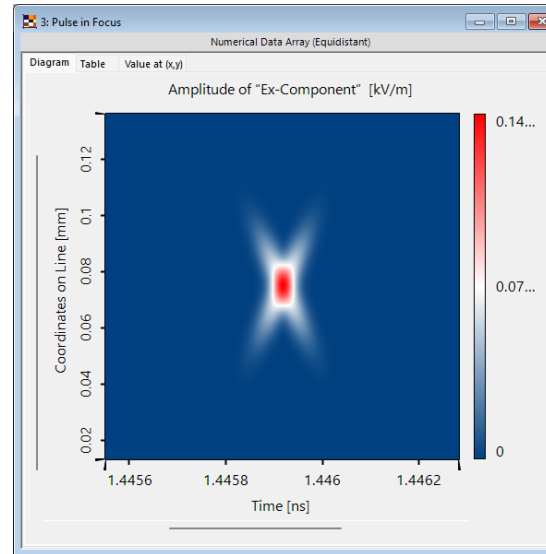 3: Pulse in Focus
Numerical Data Array (Equidistant)
Diagram Table Value at (x,y)
Amplitude of "Ex-Component" [kV/m]
Coordinates on Line [mm]
0.12
0.1
0.08
0.06
0.04
0.02
0.14...
0.07...
0
1.4456 1.4458 1.446 1.4462
Time [ns]